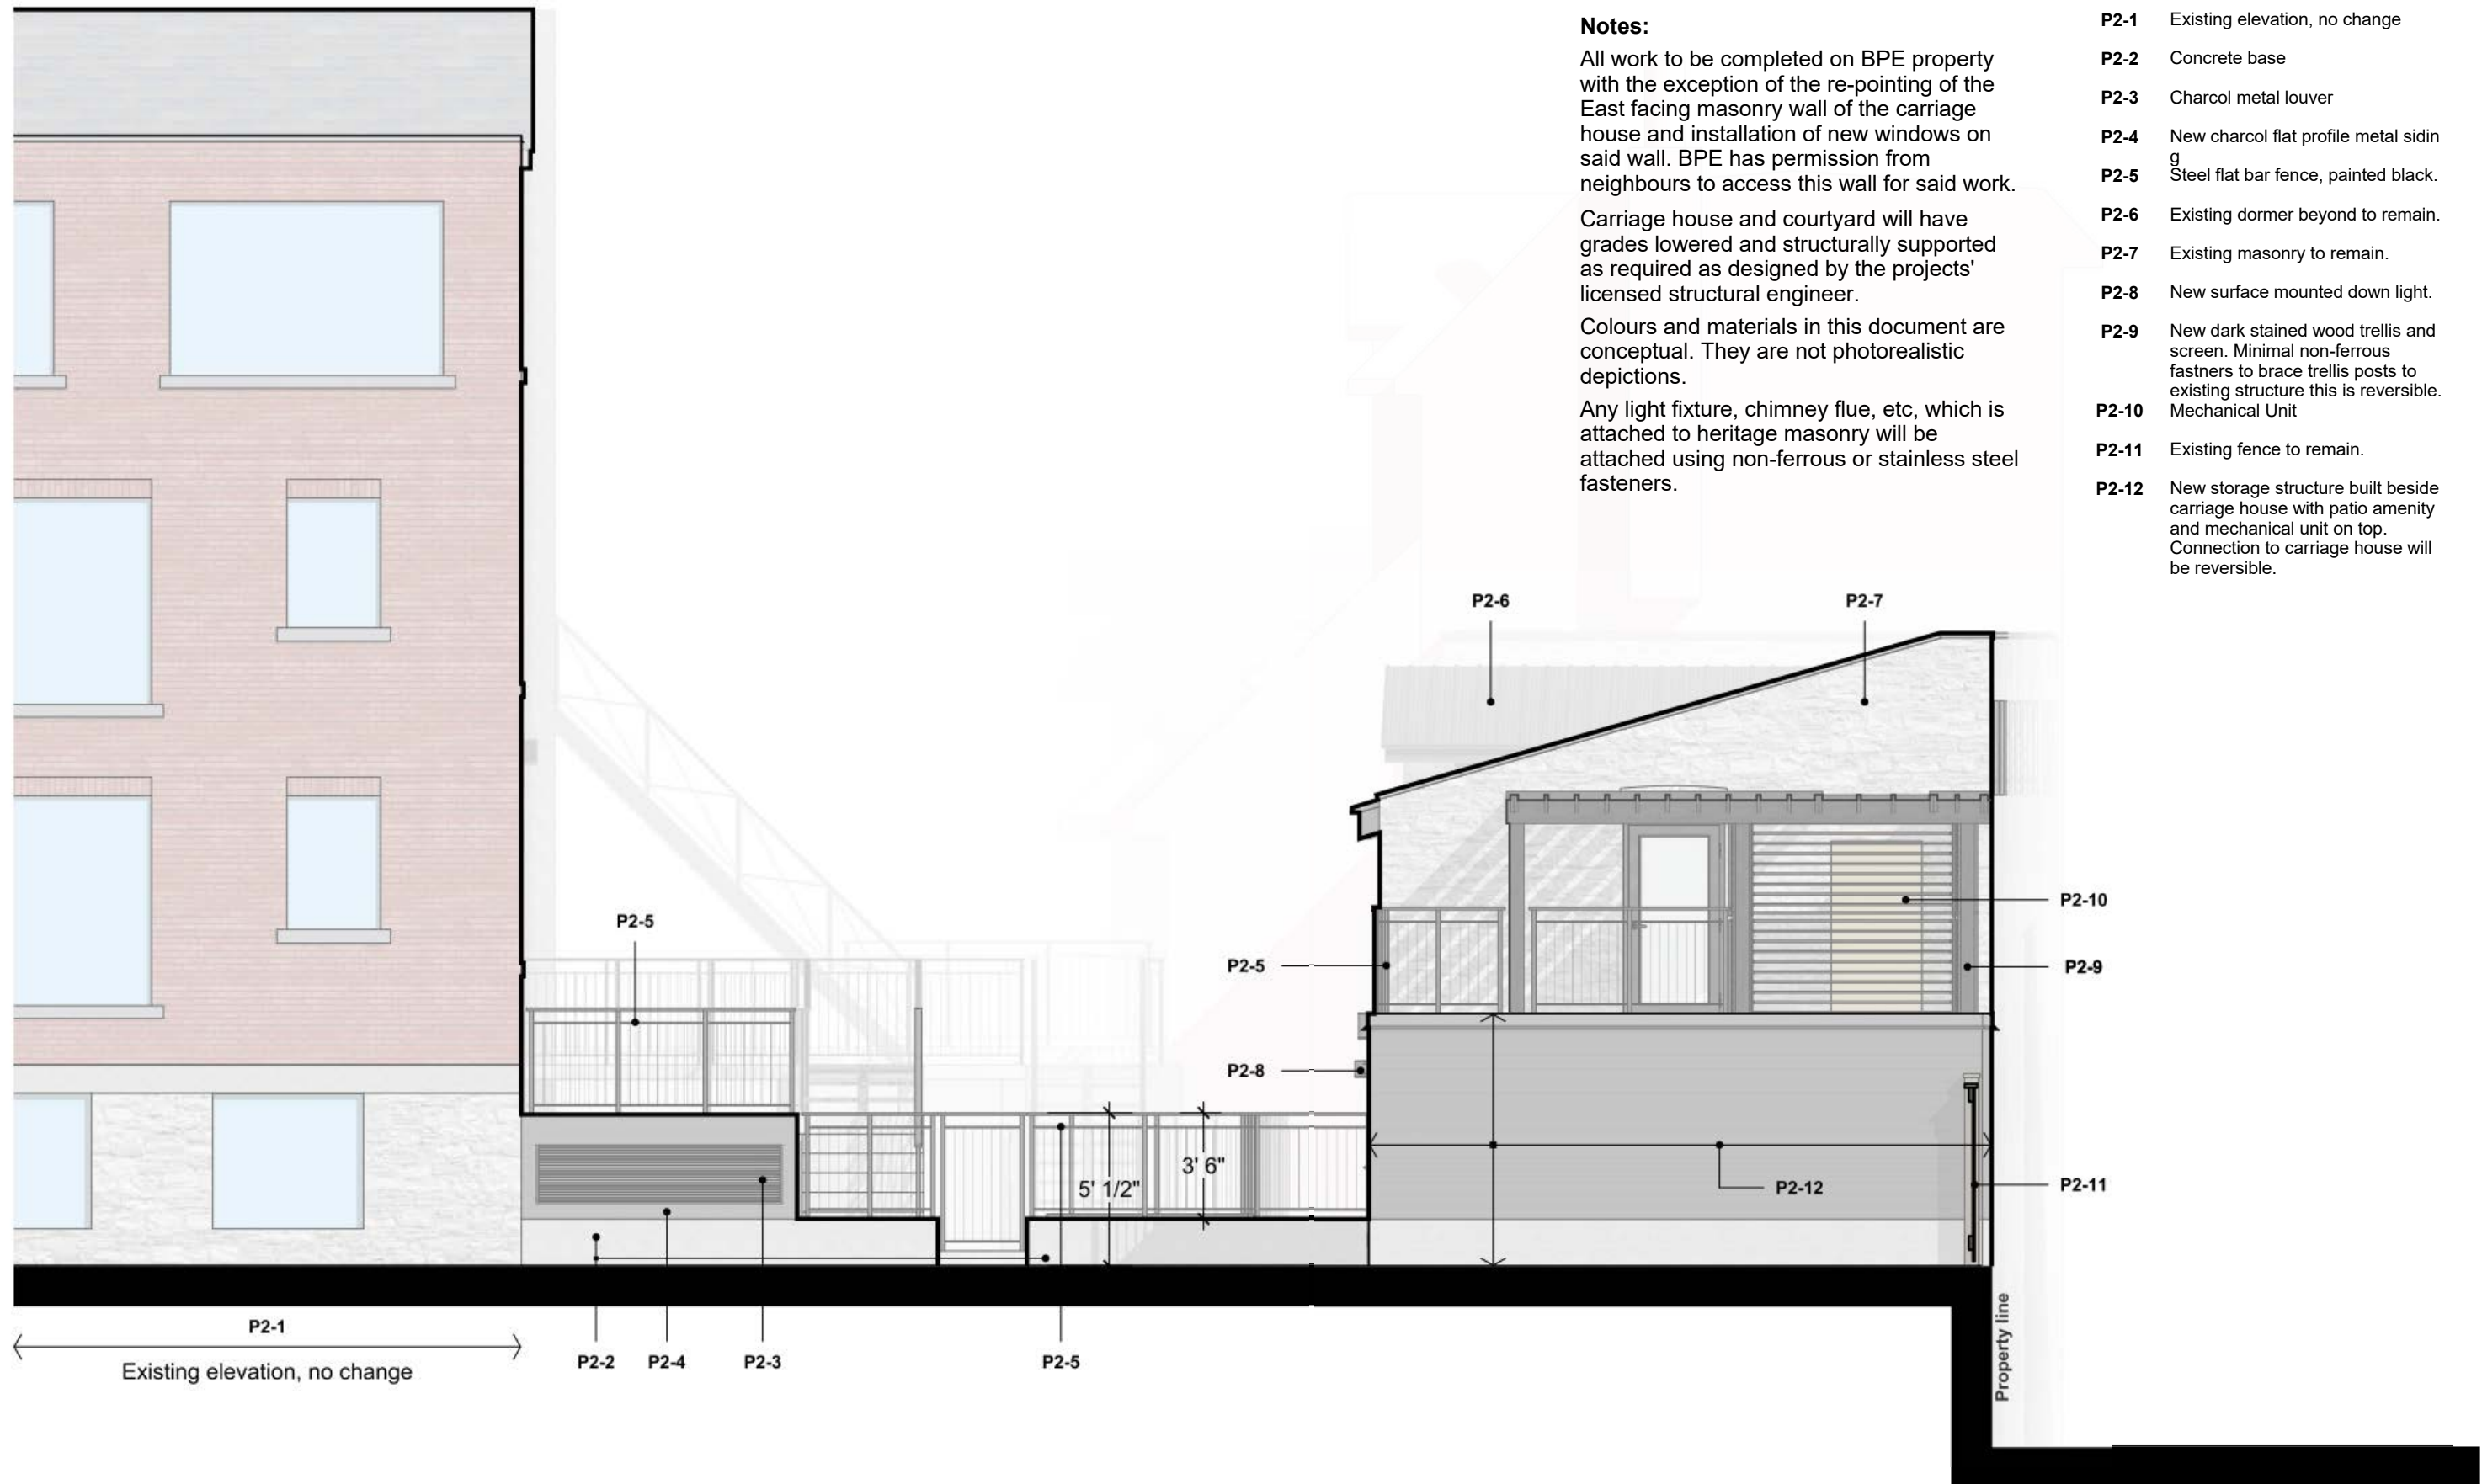 Notes:
All work to be completed on BPE property
with the exception of the re-pointing of the
East facing masonry wall of the carriage
house and installation of new windows on
said wall. BPE has permission from
neighbours to access this wall for said work.
Carriage house and courtyard will have
grades lowered and structurally supported
as required as designed by the projects'
licensed structural engineer.
Colours and materials in this document are
conceptual. They are not photorealistic
depictions.
Any light fixture, chimney flue, etc, which is
attached to heritage masonry will be
attached using non-ferrous or stainless steel
fasteners.
P2-1 Existing elevation, no change
P2-2 Concrete base
P2-3 Charcol metal louver
P2-4 New charcol flat profile metal sidin
g
P2-5 Steel flat bar fence, painted black.
P2-6 Existing dormer beyond to remain.
P2-7 Existing masonry to remain.
P2-8 New surface mounted down light.
P2-9 New dark stained wood trellis and
screen. Minimal non-ferrous
fastners to brace trellis posts to
existing structure this is reversible.
P2-10 Mechanical Unit
P2-11 Existing fence to remain.
P2-12 New storage structure built beside
carriage house with patio amenity
and mechanical unit on top.
Connection to carriage house will
be reversible.
P2-6
P2-7
P2-5
P2-10
P2-5
P2-9
P2-8
3' 6"
5' 1/2"
P2-12
P2-11
P2-1
Existing elevation, no change
P2-2
P2-4
P2-3
P2-5
Property line